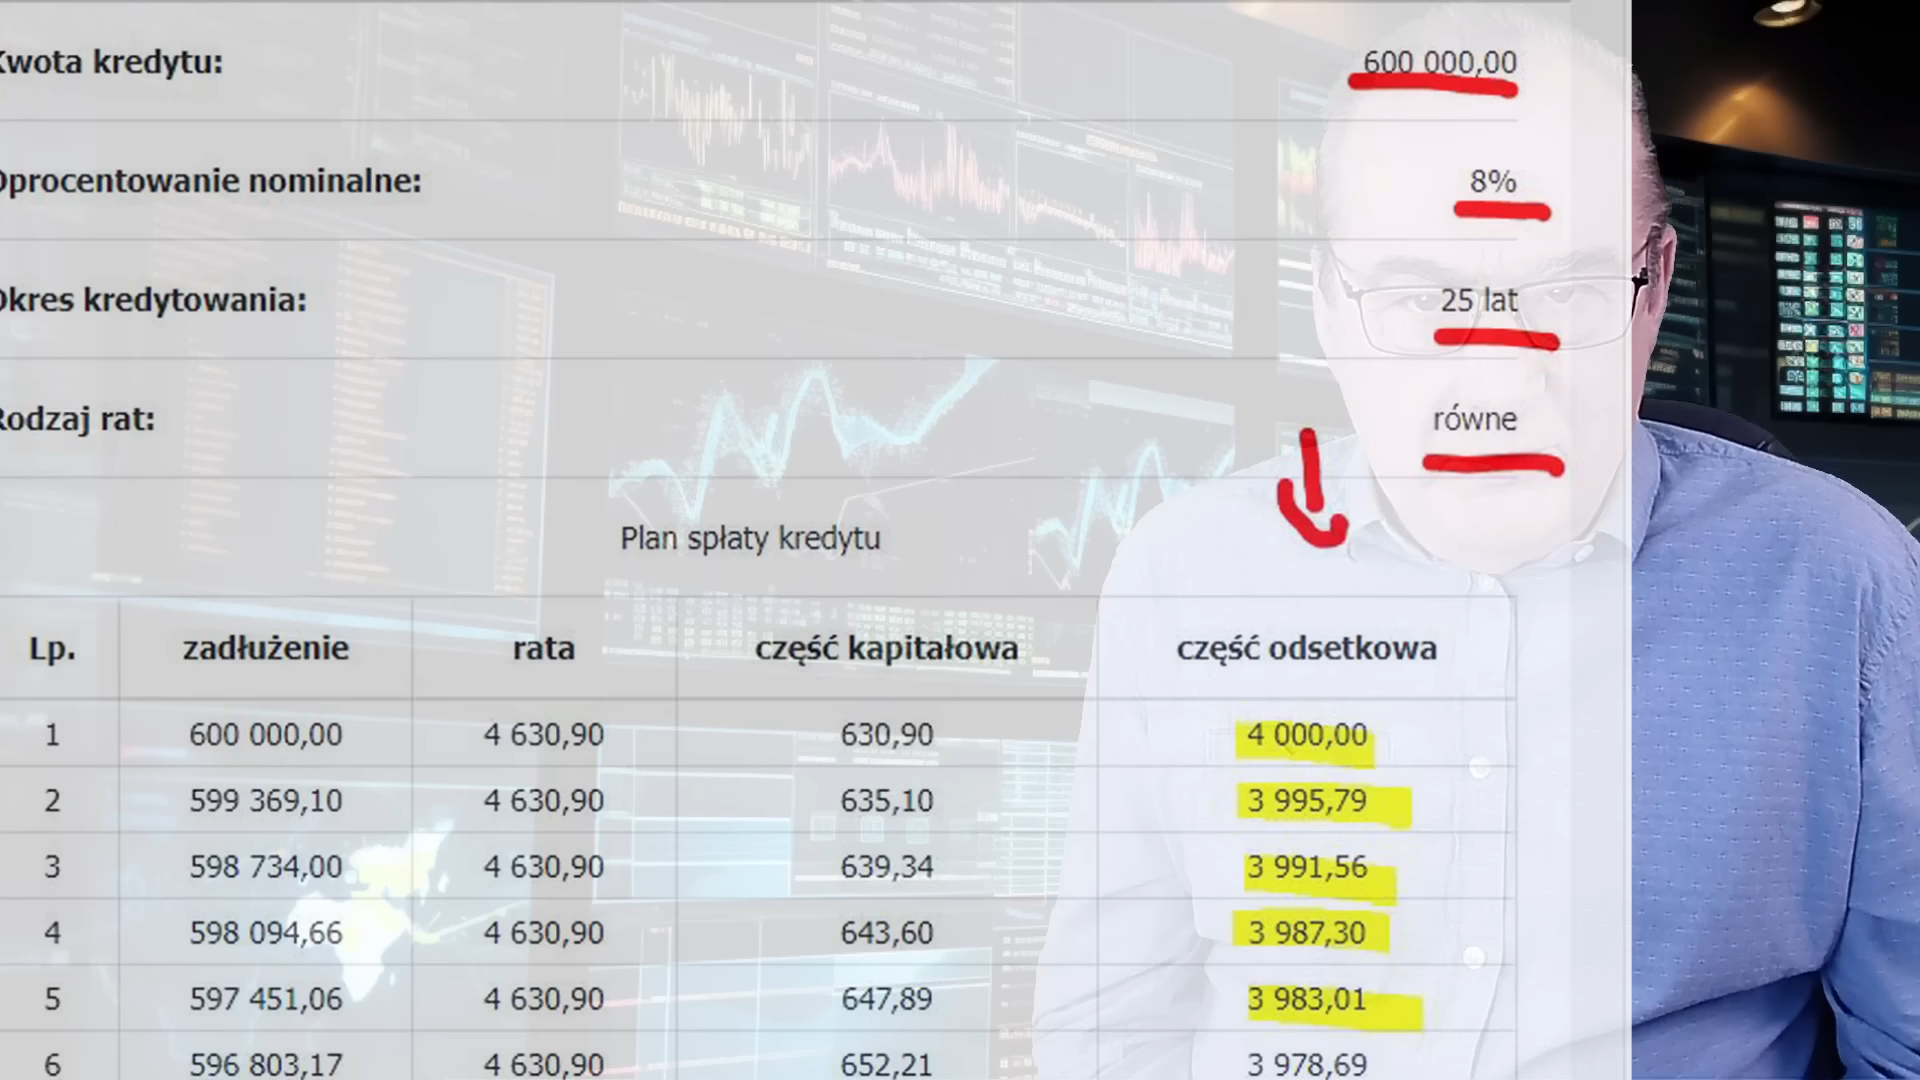 Kwota kredytu: 600 000,00
Oprocentowanie nominalne: 8%
Okres kredytowania: 25 lat
Rodzaj rat: równe
Plan spłaty kredytu
Lp. zadłużenie rata część kapitałowa część odsetkowa
1 600 000,00 4 630,90 630,90 4 000,00
2 599 369,10 4 630,90 635,10 3 995,79
3 598 734,00 4 630,90 639,34 3 991,56
4 598 094,66 4 630,90 643,60 3 987,30
5 597 451,06 4 630,90 647,89 3 983,01
6 596 803,17 4 630,90 652,21 3 978,69